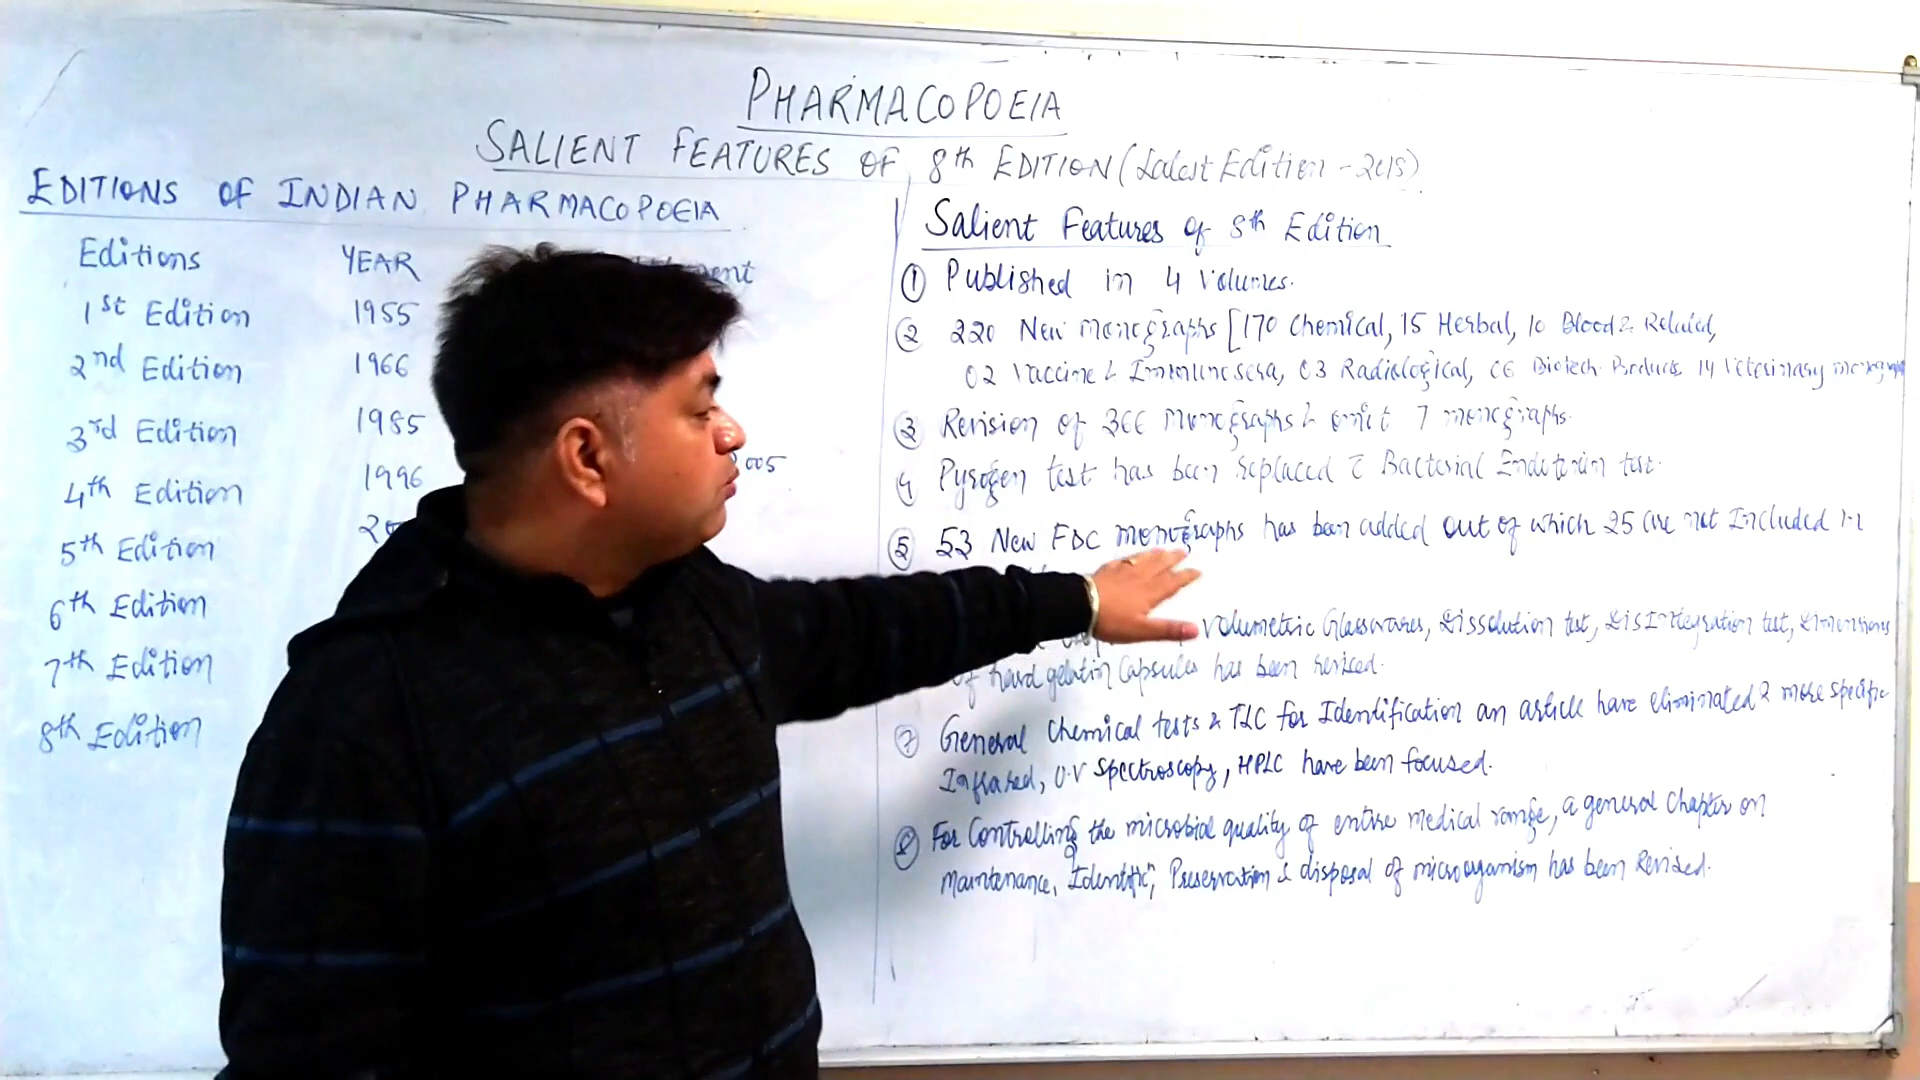 PHARMACOPOEIA
SALIENT FEATURES OF 8th EDITION (Latest Edition - 2018)
EDITIONS OF INDIAN PHARMACOPOEIA
Editions YEAR
1st Edition 1955
2nd Edition 1966
3rd Edition 1985
4th Edition 1996 005
5th Edition
6th Edition
7th Edition
8th Edition
Salient Features of 8th Edition
① Published in 4 Volumes.
② 220 New monographs [170 Chemical, 15 Herbal, 10 Blood & Related,
02 Vaccine & Immunosera, 03 Radiological, 06 Biotech Products 14 Veterinary
③ Revision of 366 monographs & omit 7 monographs.
4 Pyrogen test has been replaced c̄ Bacterial Endotoxin test.
⑤ 53 New FDC monographs has been added out of which 25 are not Included in
volumetric Glasswares, Dissolution test, DisIntegration test, Dimensions
of hard gelatin Capsules has been revised.
⑦ General Chemical tests & TLC for Identification an article have eliminated & more specific
Infrared, U.V Spectroscopy, HPLC have been focused.
⑧ For Controlling the microbial quality of entire medical range, a general Chapter on
Maintenance, Identific", Preservation & disposal of microorganism has been Revised.